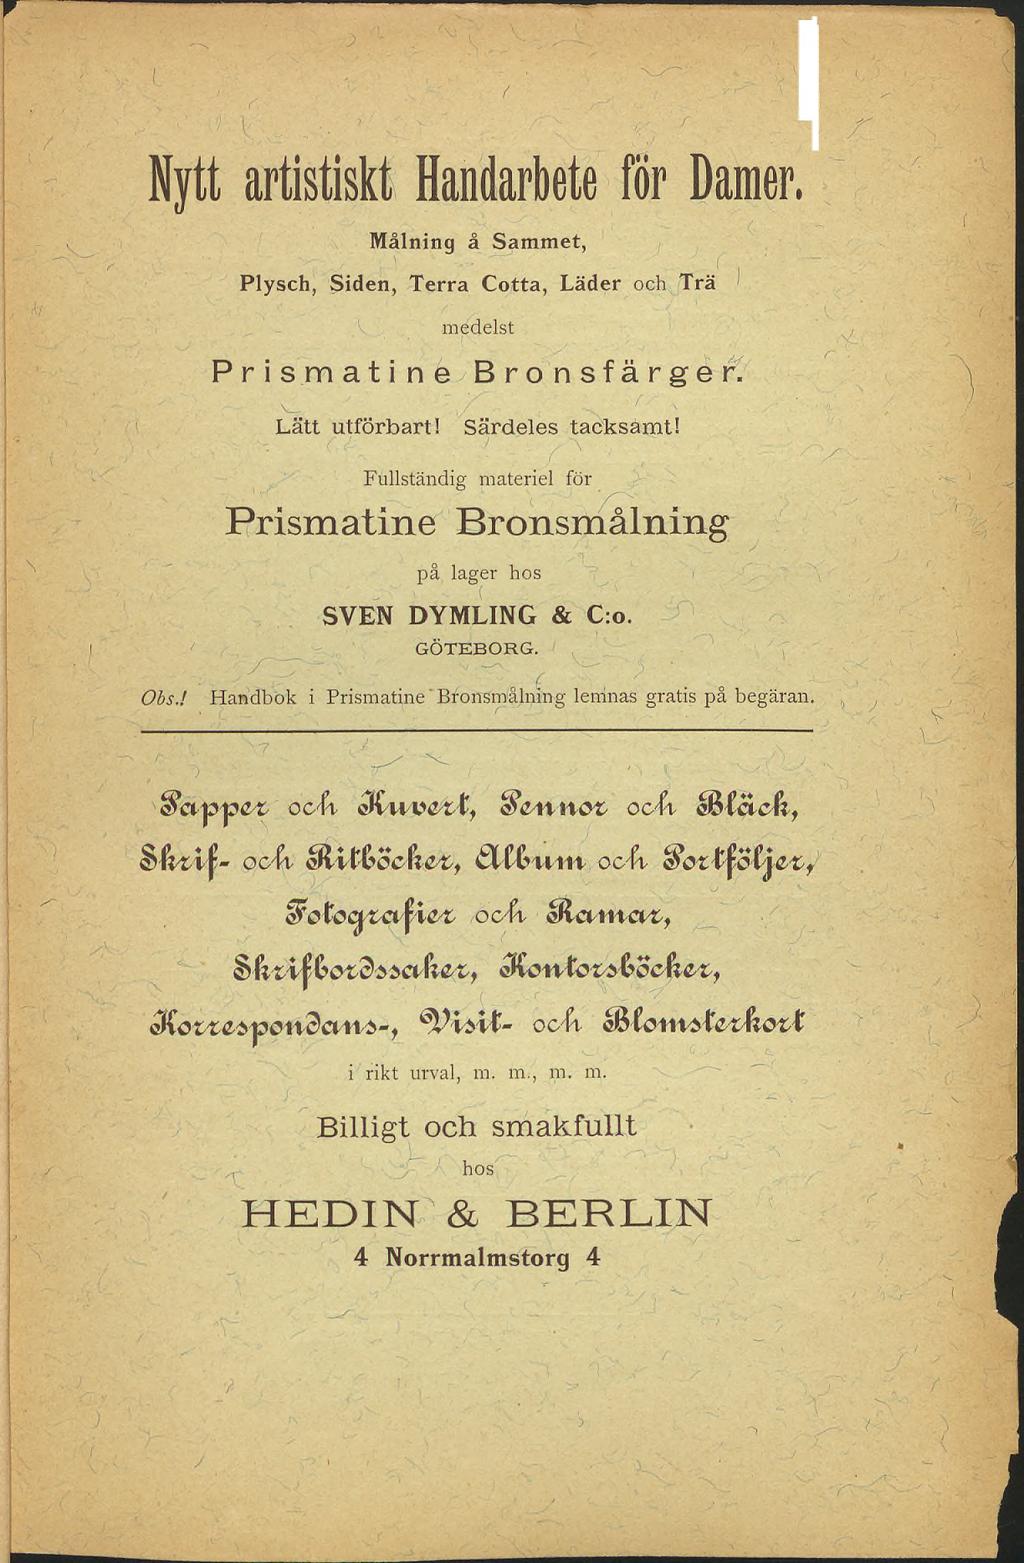 Nytt artistiskt Handarbete för Damer.
Målning å Sammet,
Plysch, Siden, Terra Cotta, Läder och Trä
medelst
Prismatine Bronsfärger.
Lätt utförbart! Särdeles tacksamt!
Fullständig materiel för
Prismatine Bronsmålning
på lager hos
SVEN DYMLING & C:o.
GÖTEBORG.
Obs.! Handbok i Prismatine Bronsmålning lemnas gratis på begäran.
Papper och Kuvert, Pennor och Bläck,
Skrif- och Ritböcker, Album och Portföljer,
Fotografier och Ramar,
Skrifbordssaker, Kontorsböcker,
Korrespondans-, Visit- och Blomsterkort
i rikt urval, m. m., m. m.
Billigt och smakfullt
hos
HEDIN & BERLIN
4 Norrmalmstorg 4